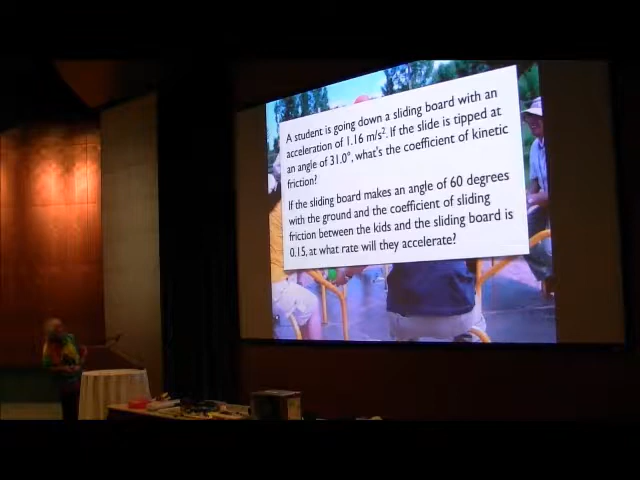 A student is going down a sliding board with an
acceleration of 1.16 m/s². If the slide is tipped at
an angle of 31.0°, what's the coefficient of kinetic
friction?
If the sliding board makes an angle of 60 degrees
with the ground and the coefficient of sliding
friction between the kids and the sliding board is
0.15, at what rate will they accelerate?